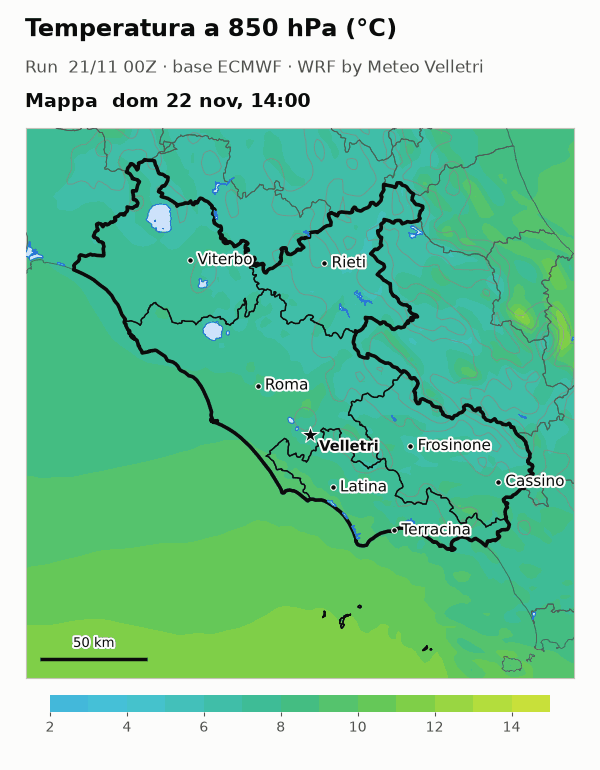 Temperatura a 850 hPa (°C)
Run  21/11 00Z · base ECMWF · WRF by Meteo Velletri
Mappa  dom 22 nov, 14:00
Viterbo
Rieti
Roma
Velletri
Frosinone
Latina
Cassino
Terracina
50 km
2 4 6 8 10 12 14